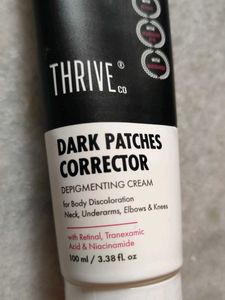 THRIVE®
CO
DARK PATCHES
CORRECTOR
DEPIGMENTING CREAM
for Body Discoloration
Neck, Underarms, Elbows & Knees
with Retinal, Tranexamic
Acid & Niacinamide
100 ml / 3.38 fl. oz